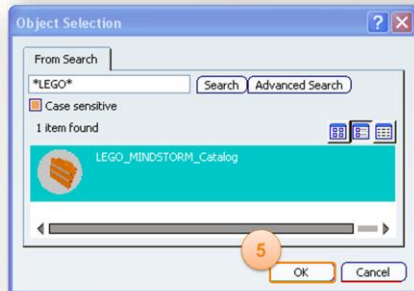 Object Selection
From Search
*LEGO*
Search
Advanced Search
Case sensitive
1 item found
LEGO_MINDSTORM_Catalog
5
OK
Cancel